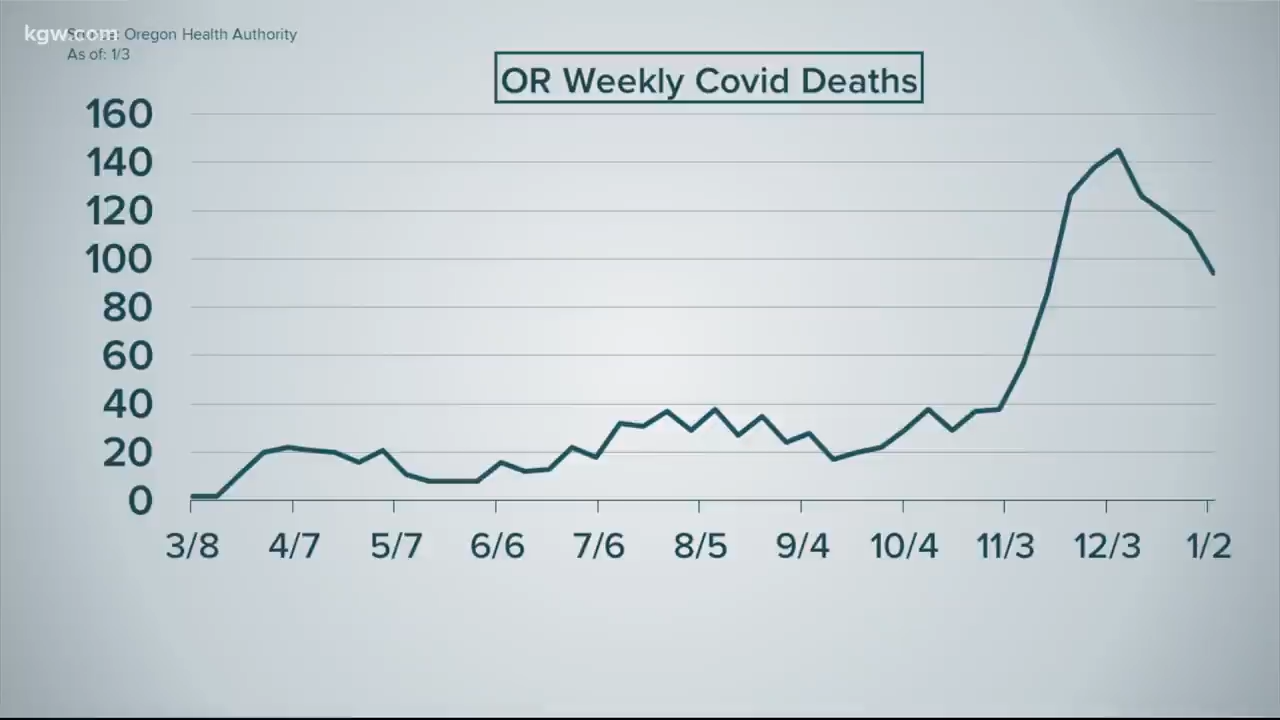 kgw.com Oregon Health Authority
As of: 1/3
OR Weekly Covid Deaths
160
140
120
100
80
60
40
20
0
3/8 4/7 5/7 6/6 7/6 8/5 9/4 10/4 11/3 12/3 1/2